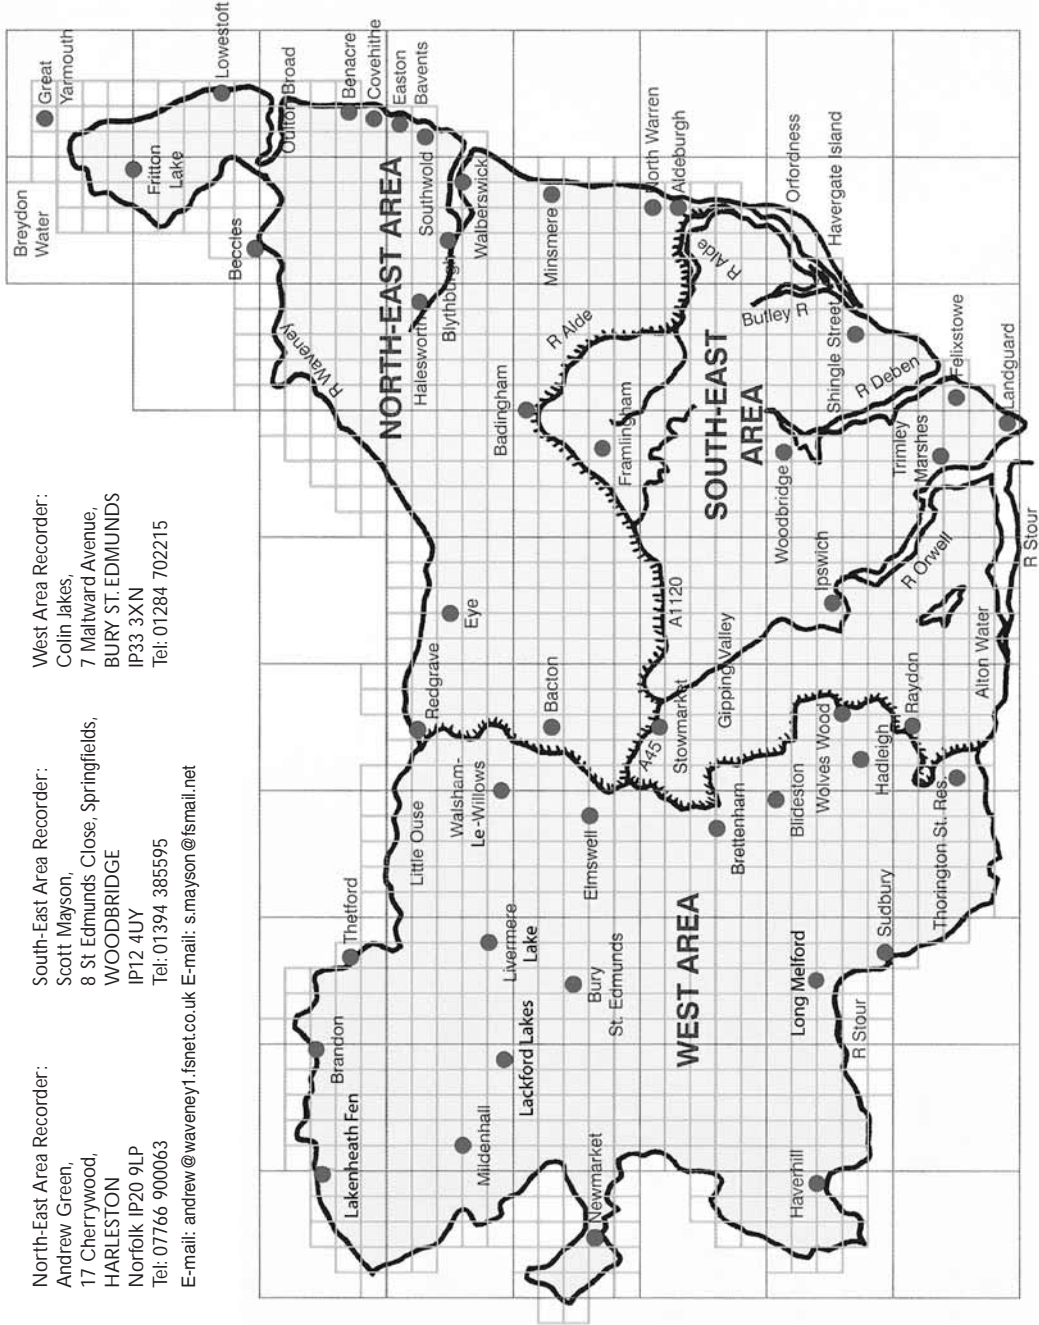 North-East Area Recorder:
Andrew Green,
17 Cherrywood,
HARLESTON
Norfolk IP20 9LP
Tel: 07766 900063
E-mail: andrew@waveney1.fsnet.co.uk
South-East Area Recorder:
Scott Mayson,
8 St Edmunds Close, Springfields,
WOODBRIDGE
IP12 4UY
Tel: 01394 385595
E-mail: s.mayson@fsmail.net
West Area Recorder:
Colin Jakes,
7 Maltward Avenue,
BURY ST. EDMUNDS
IP33 3XN
Tel: 01284 702215
Breydon
Water
Great
Yarmouth
Fritton
Lake
Lowestoft
Beccles
Oulton Broad
R Waveney
Benacre
Covehithe
Easton
Bavents
NORTH-EAST AREA
Southwold
Halesworth
Blythburgh
Walberswick
Minsmere
North Warren
Aldeburgh
R Alde
Badingham
Framlingham
R Alde
Orfordness
Havergate Island
Butley R
SOUTH-EAST
AREA
Shingle Street
R Deben
Felixstowe
Landguard
Trimley
Marshes
Woodbridge
Ipswich
R Orwell
R Stour
Alton Water
A1120
Gipping Valley
Eye
Redgrave
Bacton
Stowmarket
A45
Little Ouse
Walsham-
Le-Willows
Elmswell
Brettenham
Bildeston
Wolves Wood
Hadleigh
Raydon
Thorington St. Res.
Thetford
Livermere
Lake
Bury
St. Edmunds
WEST AREA
Long Melford
Sudbury
R Stour
Brandon
Lakenheath Fen
Lackford Lakes
Mildenhall
Newmarket
Haverhill